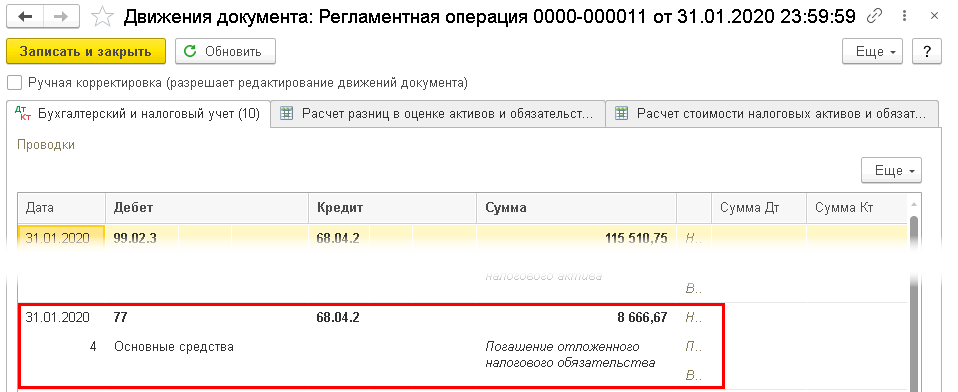 Движения документа: Регламентная операция 0000-000011 от 31.01.2020 23:59:59
Записать и закрыть Обновить Еще ?
Ручная корректировка (разрешает редактирование движений документа)
Дт Кт Бухгалтерский и налоговый учет (10) Расчет разниц в оценке активов и обязательст... Расчет стоимости налоговых активов и обязат...
Проводки
Еще
Дата Дебет Кредит Сумма Сумма Дт Сумма Кт
31.01.2020 99.02.3 68.04.2 115 510,75 Н..
налогового актива
В..
31.01.2020 77 68.04.2 8 666,67 Н..
4 Основные средства Погашение отложенного П..
налогового обязательства
В..